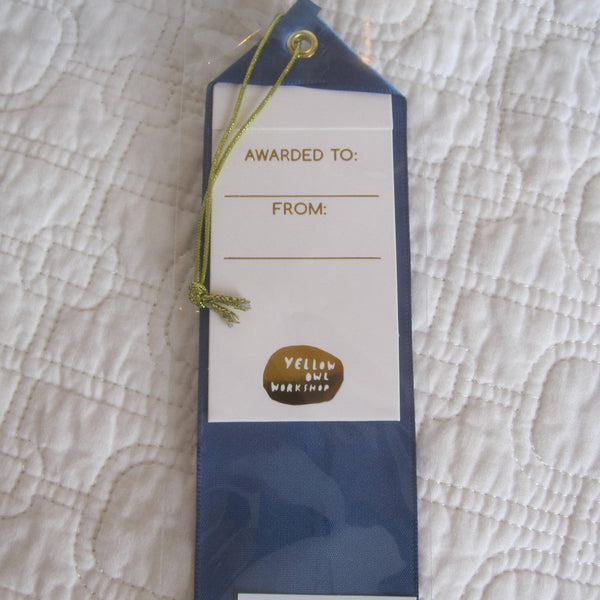 AWARDED TO:
FROM:
YELLOW
OWL
WORKSHOP